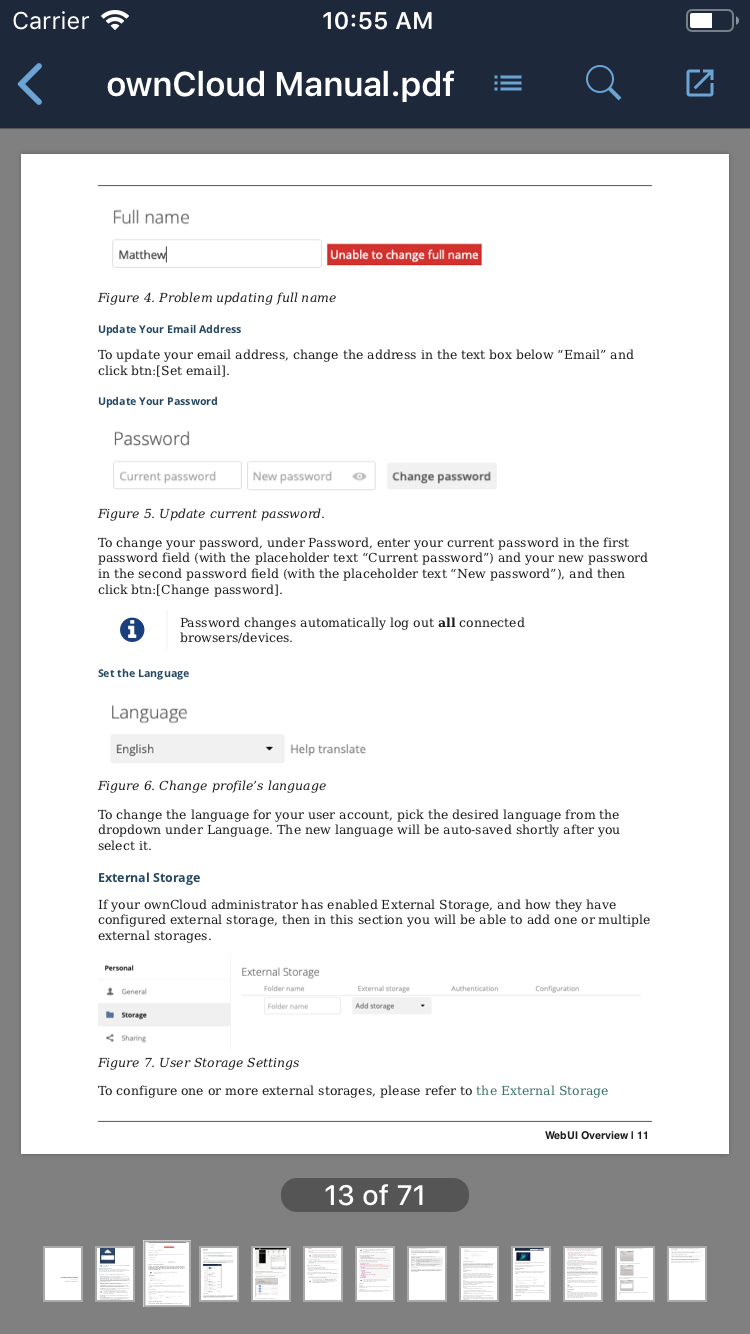 Carrier 10:55 AM
ownCloud Manual.pdf
Full name
Matthew Unable to change full name
Figure 4. Problem updating full name
Update Your Email Address
To update your email address, change the address in the text box below “Email” and
click btn:[Set email].
Update Your Password
Password
Current password New password Change password
Figure 5. Update current password.
To change your password, under Password, enter your current password in the first
password field (with the placeholder text “Current password”) and your new password
in the second password field (with the placeholder text “New password”), and then
click btn:[Change password].
Password changes automatically log out all connected
browsers/devices.
Set the Language
Language
English Help translate
Figure 6. Change profile’s language
To change the language for your user account, pick the desired language from the
dropdown under Language. The new language will be auto-saved shortly after you
select it.
External Storage
If your ownCloud administrator has enabled External Storage, and how they have
configured external storage, then in this section you will be able to add one or multiple
external storages.
Personal
General
Storage
Sharing
External Storage
Folder name External storage Authentication Configuration
Folder name Add storage
Figure 7. User Storage Settings
To configure one or more external storages, please refer to the External Storage
WebUI Overview | 11
13 of 71